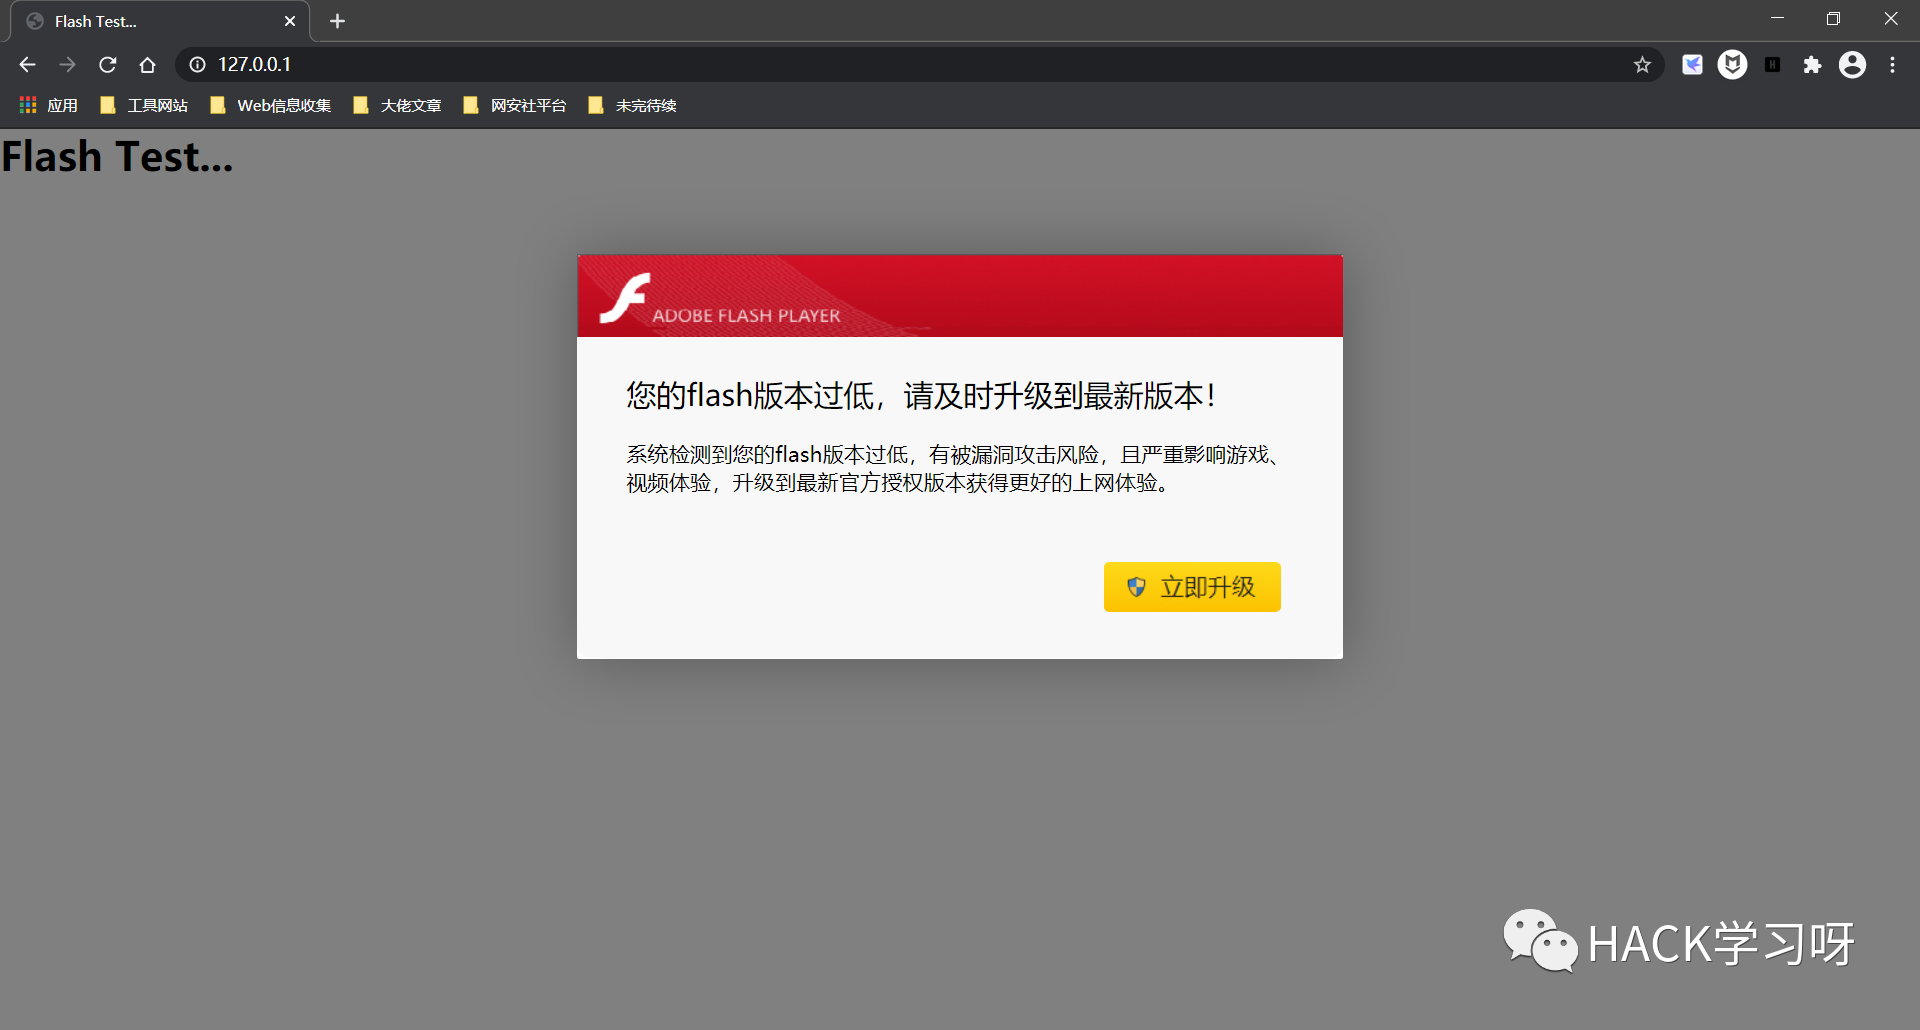 Flash Test...
127.0.0.1
应用 工具网站 Web信息收集 大佬文章 网安社平台 未完待续
Flash Test...
ADOBE FLASH PLAYER
您的flash版本过低，请及时升级到最新版本！
系统检测到您的flash版本过低，有被漏洞攻击风险，且严重影响游戏、
视频体验，升级到最新官方授权版本获得更好的上网体验。
立即升级
HACK学习呀